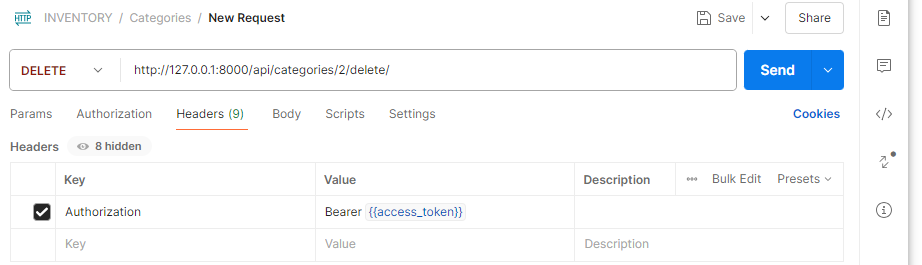 HTTP INVENTORY / Categories / New Request Save Share
DELETE http://127.0.0.1:8000/api/categories/2/delete/ Send
Params Authorization Headers (9) Body Scripts Settings Cookies
Headers 8 hidden
Key Value Description Bulk Edit Presets
Authorization Bearer {{access_token}}
Key Value Description